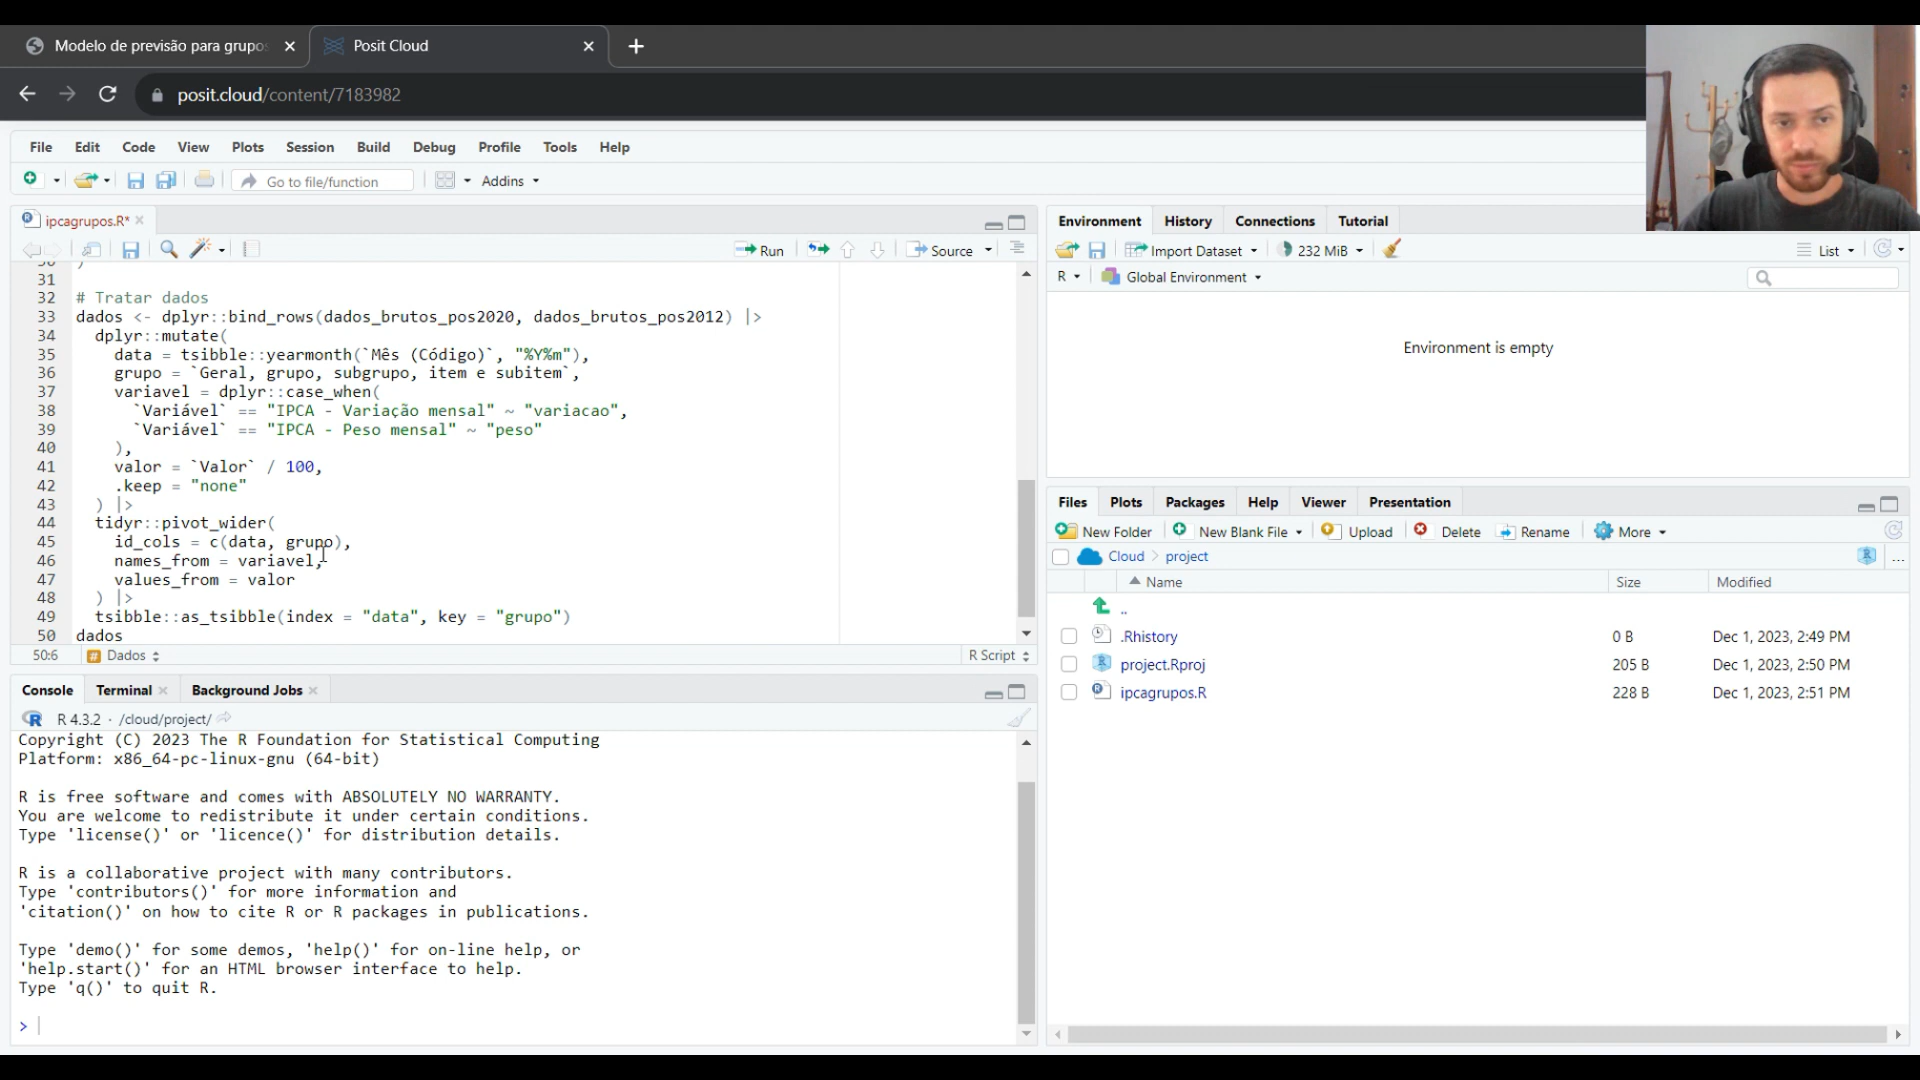 Modelo de previsão para grupos
Posit Cloud
posit.cloud/content/7183982
File Edit Code View Plots Session Build Debug Profile Tools Help
Go to file/function
Addins
ipcagrupos.R*
Run
Source
31
32 # Tratar dados
33 dados <- dplyr::bind_rows(dados_brutos_pos2020, dados_brutos_pos2012) |>
34 dplyr::mutate(
35 data = tsibble::yearmonth(`Mês (Código)`, "%Y%m"),
36 grupo = `Geral, grupo, subgrupo, item e subitem`,
37 variavel = dplyr::case_when(
38 `Variável` == "IPCA - Variação mensal" ~ "variacao",
39 `Variável` == "IPCA - Peso mensal" ~ "peso"
40 ),
41 valor = `Valor` / 100,
42 .keep = "none"
43 ) |>
44 tidyr::pivot_wider(
45 id_cols = c(data, grupo),
46 names_from = variavel,
47 values_from = valor
48 ) |>
49 tsibble::as_tsibble(index = "data", key = "grupo")
50 dados
50:6 # Dados R Script
Console Terminal Background Jobs
R 4.3.2 · /cloud/project/
Copyright (C) 2023 The R Foundation for Statistical Computing
Platform: x86_64-pc-linux-gnu (64-bit)
R is free software and comes with ABSOLUTELY NO WARRANTY.
You are welcome to redistribute it under certain conditions.
Type 'license()' or 'licence()' for distribution details.
R is a collaborative project with many contributors.
Type 'contributors()' for more information and
'citation()' on how to cite R or R packages in publications.
Type 'demo()' for some demos, 'help()' for on-line help, or
'help.start()' for an HTML browser interface to help.
Type 'q()' to quit R.
>
Environment History Connections Tutorial
Import Dataset 232 MiB List
R Global Environment
Environment is empty
Files Plots Packages Help Viewer Presentation
New Folder New Blank File Upload Delete Rename More
Cloud project ...
Name Size Modified
..
.Rhistory 0 B Dec 1, 2023, 2:49 PM
project.Rproj 205 B Dec 1, 2023, 2:50 PM
ipcagrupos.R 228 B Dec 1, 2023, 2:51 PM